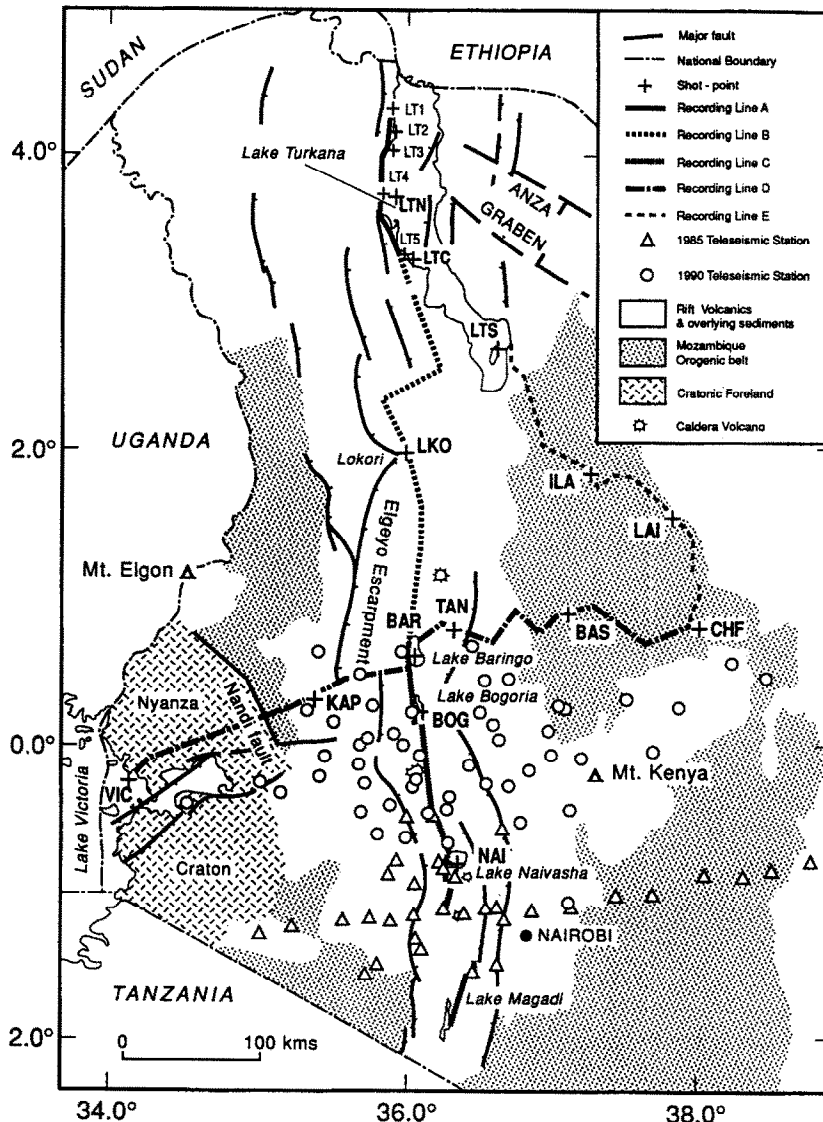 SUDAN
ETHIOPIA
Major fault
National Boundary
Shot - point
Recording Line A
Recording Line B
Recording Line C
Recording Line D
Recording Line E
1985 Teleseismic Station
1990 Teleseismic Station
Rift Volcanics
& overlying sediments
Mozambique
Orogenic belt
Cratonic Foreland
Caldera Volcano
4.0°
LT1
LT2
LT3
Lake Turkana
LT4
LTN
ANZA
GRABEN
LT5
LTC
LTS
2.0°
UGANDA
Lokori
LKO
ILA
LAI
Elgeyo Escarpment
Mt. Elgon
TAN
BAR
BAS
CHF
Lake Baringo
Nyanza
Nandi fault
KAP
Lake Bogoria
BOG
0.0°
VIC
Mt. Kenya
Lake Victoria
Craton
NAI
Lake Naivasha
NAIROBI
TANZANIA
Lake Magadi
2.0°
0
100 kms
34.0°
36.0°
38.0°